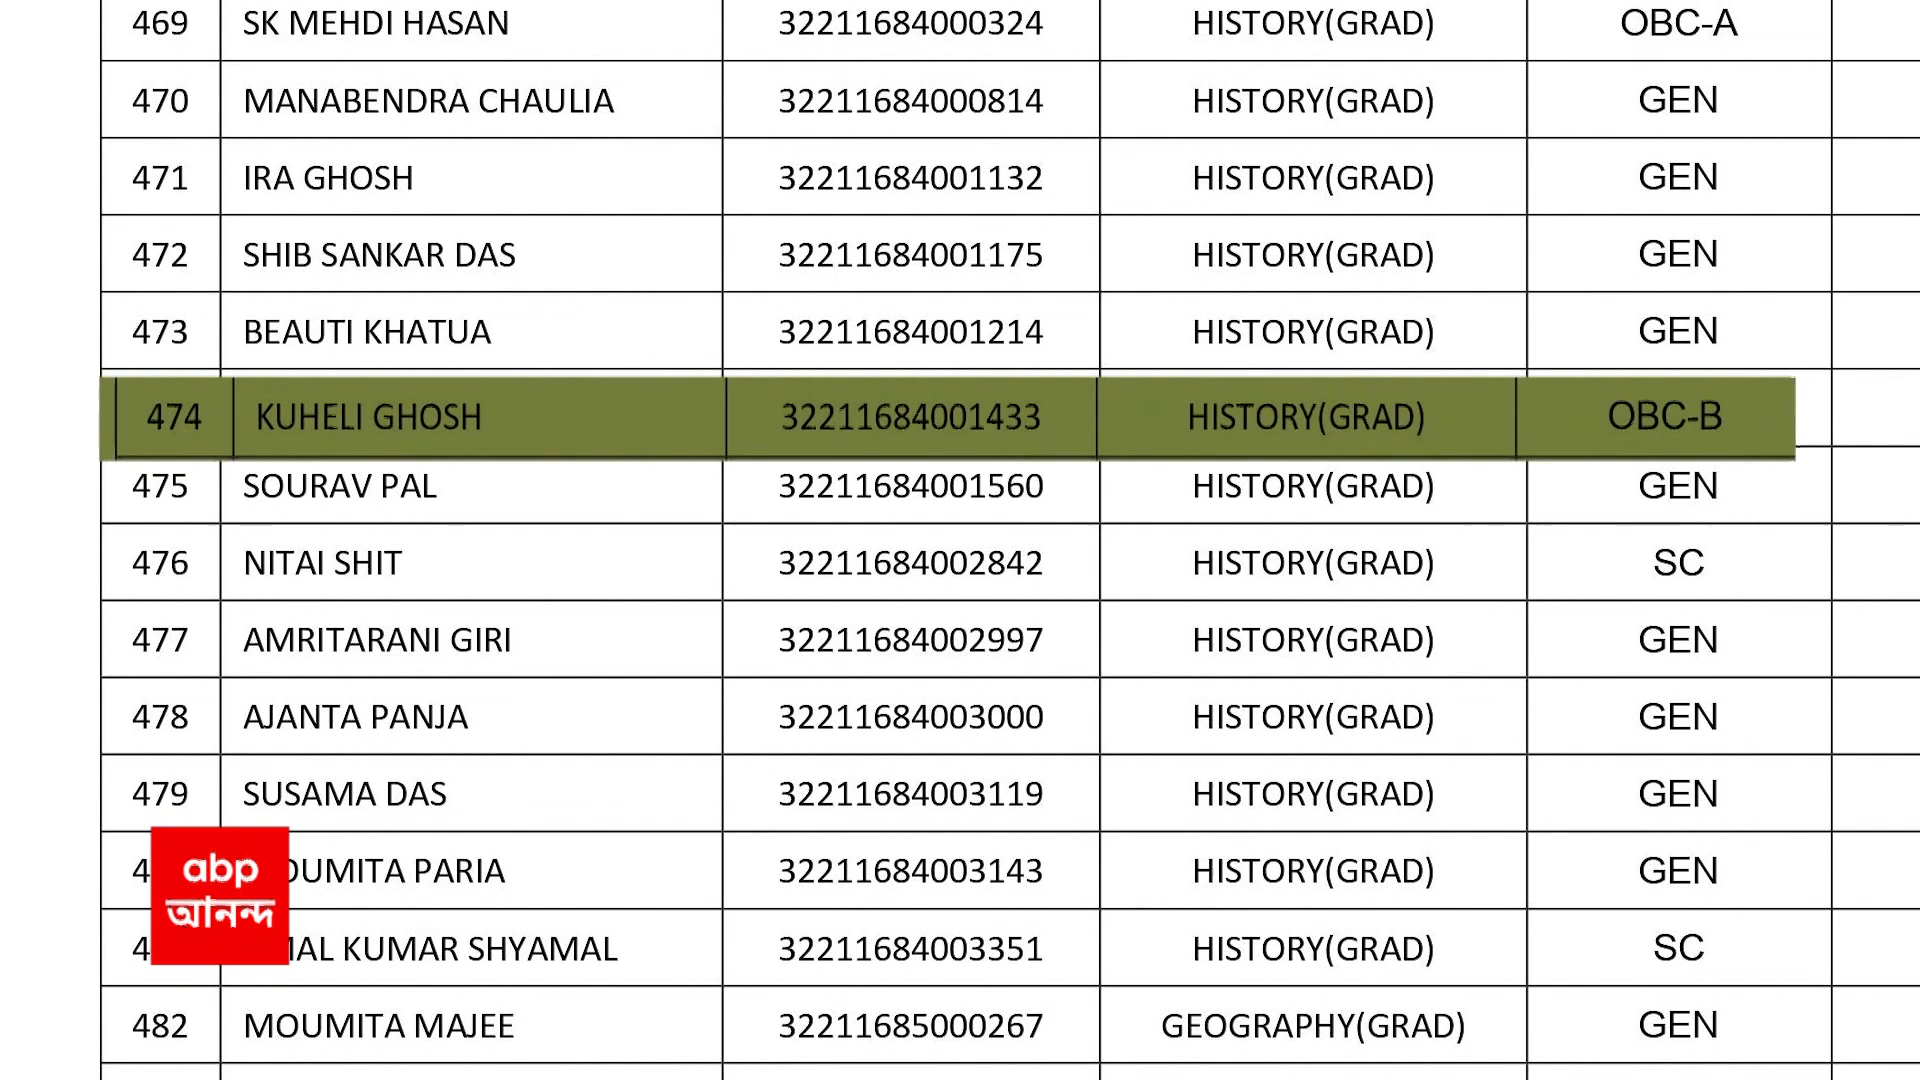 469 SK MEHDI HASAN 32211684000324 HISTORY(GRAD) OBC-A
470 MANABENDRA CHAULIA 32211684000814 HISTORY(GRAD) GEN
471 IRA GHOSH 32211684001132 HISTORY(GRAD) GEN
472 SHIB SANKAR DAS 32211684001175 HISTORY(GRAD) GEN
473 BEAUTI KHATUA 32211684001214 HISTORY(GRAD) GEN
474 KUHELI GHOSH 32211684001433 HISTORY(GRAD) OBC-B
475 SOURAV PAL 32211684001560 HISTORY(GRAD) GEN
476 NITAI SHIT 32211684002842 HISTORY(GRAD) SC
477 AMRITARANI GIRI 32211684002997 HISTORY(GRAD) GEN
478 AJANTA PANJA 32211684003000 HISTORY(GRAD) GEN
479 SUSAMA DAS 32211684003119 HISTORY(GRAD) GEN
PARIA 32211684003143 HISTORY(GRAD) GEN
KUMAR SHYAMAL 32211684003351 HISTORY(GRAD) SC
482 MOUMITA MAJEE 32211685000267 GEOGRAPHY(GRAD) GEN
abp
আনন্দ